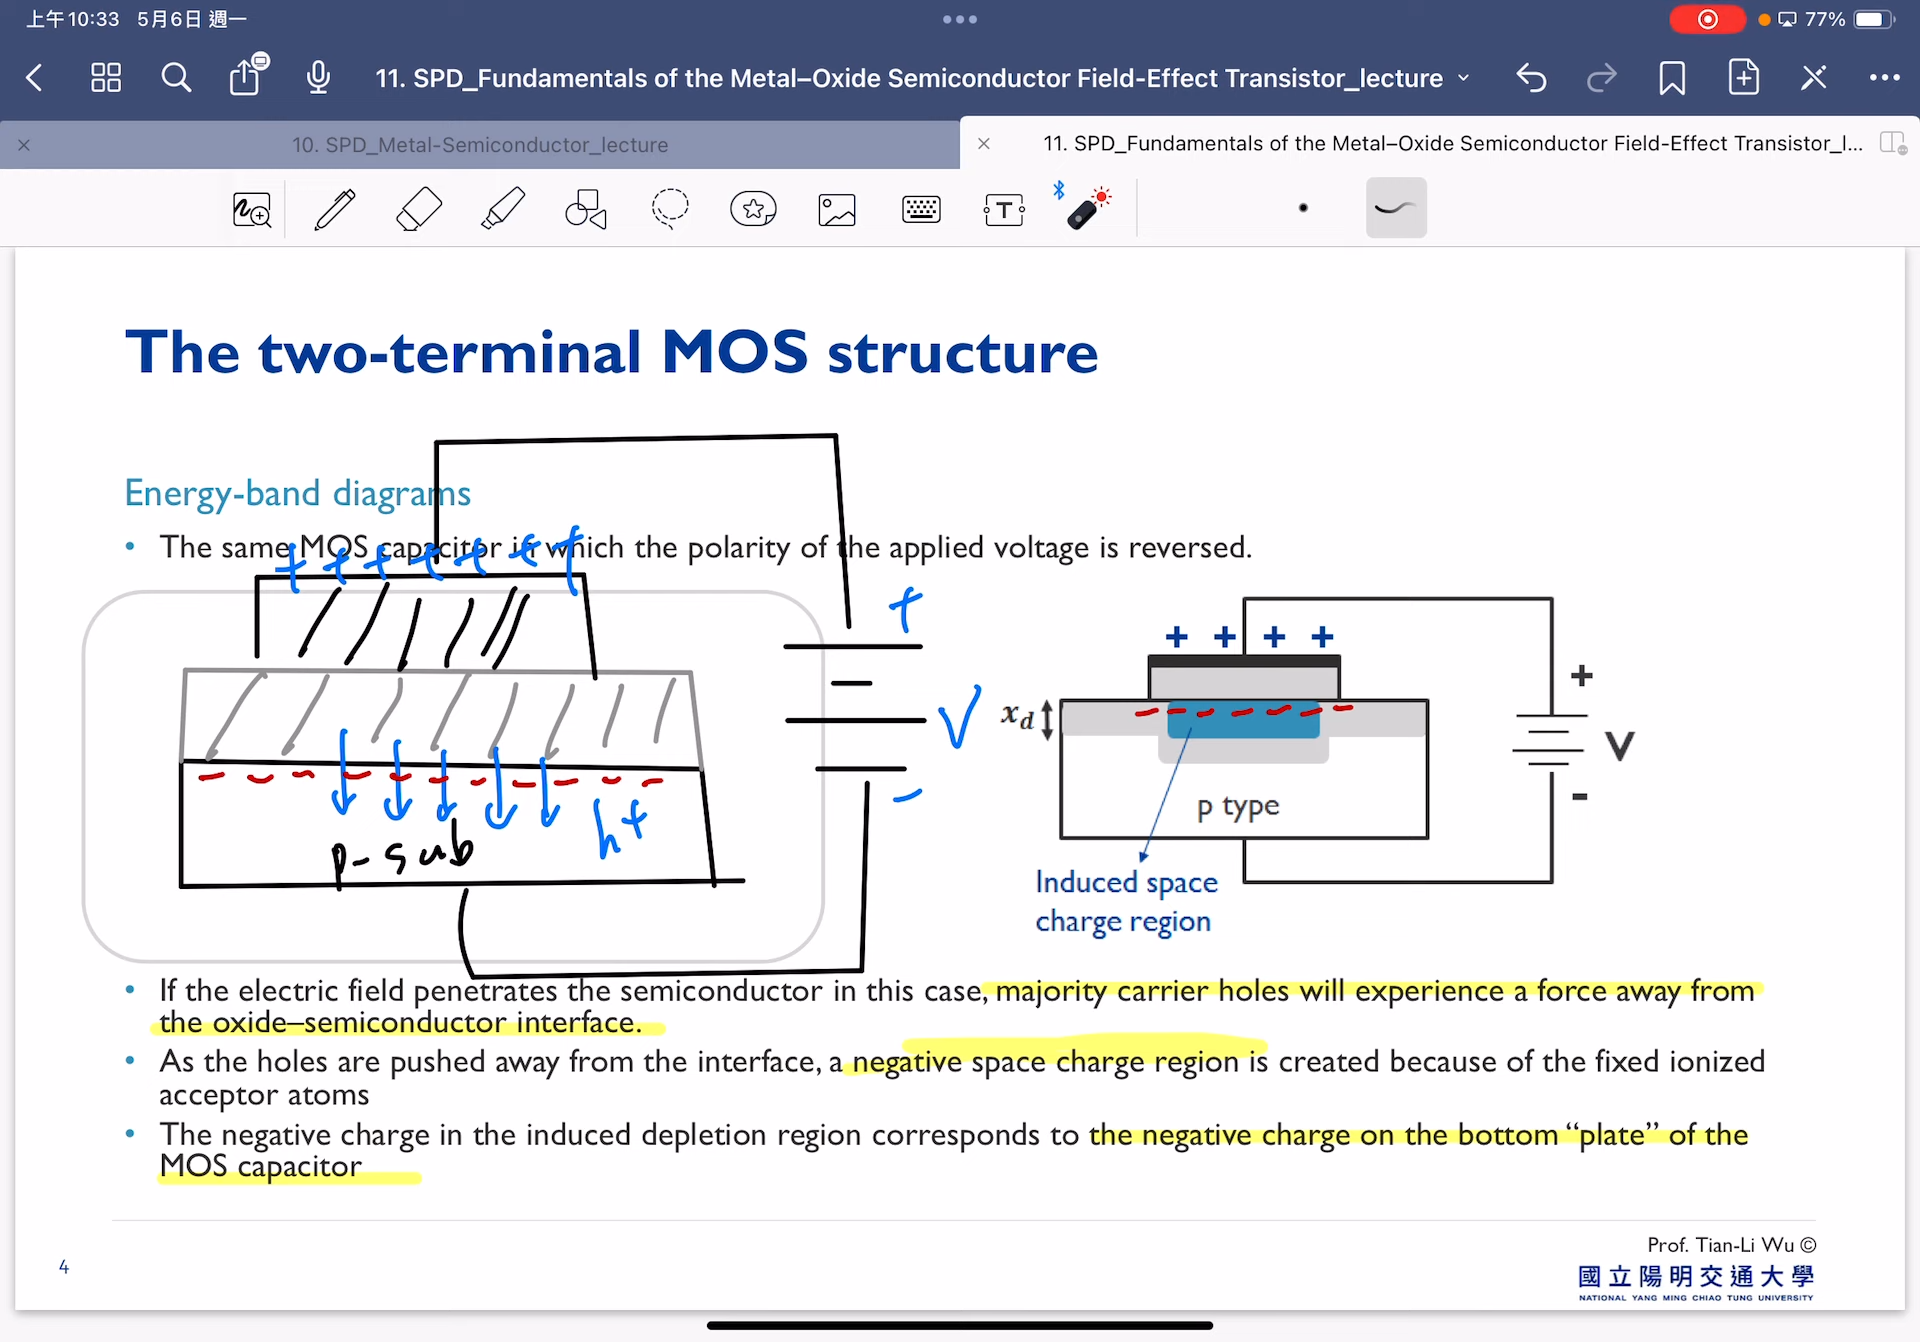 上午10:33 5月6日 週一
77%
11. SPD_Fundamentals of the Metal–Oxide Semiconductor Field-Effect Transistor_lecture
10. SPD_Metal-Semiconductor_lecture
11. SPD_Fundamentals of the Metal–Oxide Semiconductor Field-Effect Transistor_l...
The two-terminal MOS structure
Energy-band diagrams
• The same MOS capacitor in which the polarity of the applied voltage is reversed.
+ + + + + + +
+
V
−
h+
p-sub
+ + + +
+
V
-
xd
p type
Induced space
charge region
• If the electric field penetrates the semiconductor in this case, majority carrier holes will experience a force away from
the oxide–semiconductor interface.
• As the holes are pushed away from the interface, a negative space charge region is created because of the fixed ionized
acceptor atoms
• The negative charge in the induced depletion region corresponds to the negative charge on the bottom “plate” of the
MOS capacitor
4
Prof. Tian-Li Wu ©
國立陽明交通大學
NATIONAL YANG MING CHIAO TUNG UNIVERSITY